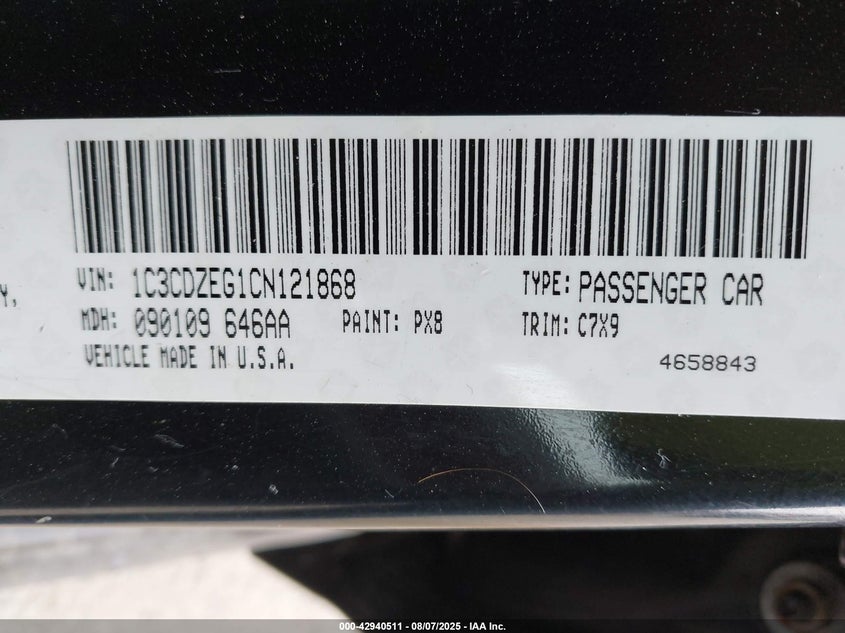 Y,
VIN: 1C3CDZEG1CN121868
TYPE: PASSENGER CAR
MDH: 090109 646AA
PAINT: PX8
TRIM: C7X9
VEHICLE MADE IN U.S.A.
4658843
000-42940511 - 08/07/2025 - IAA Inc.